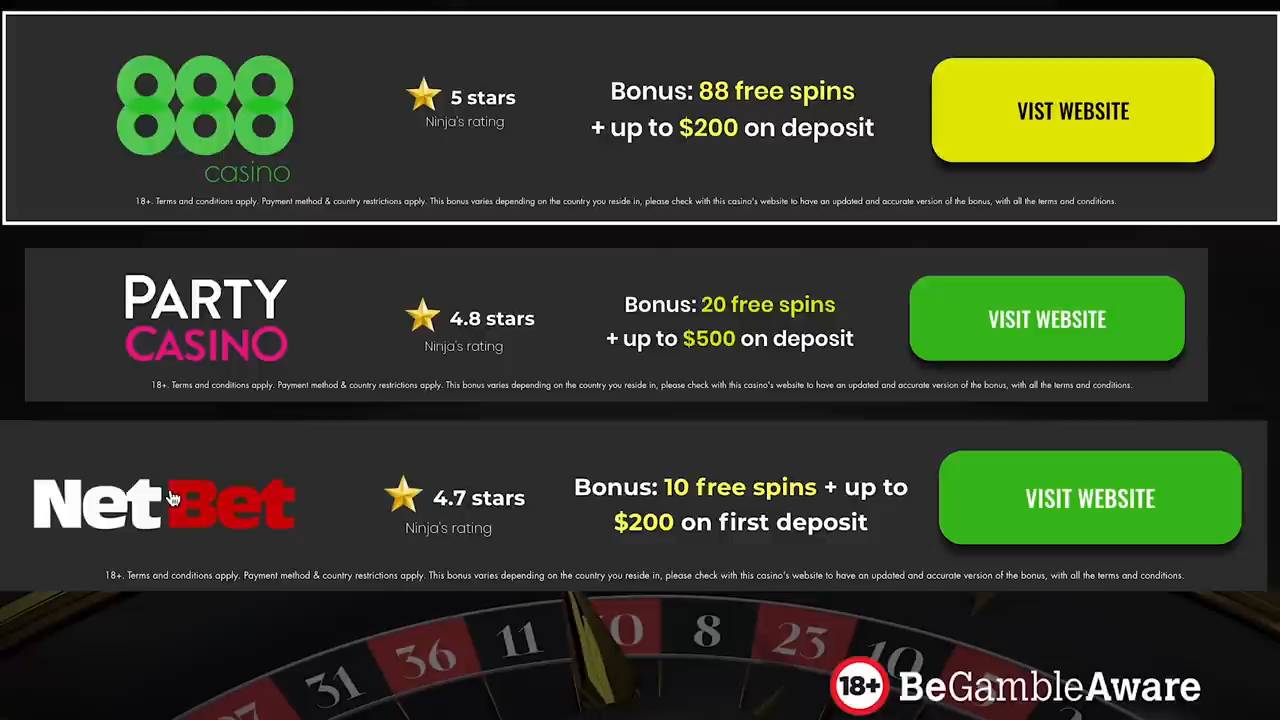 888
casino
5 stars
Ninja's rating
Bonus: 88 free spins
+ up to $200 on deposit
VIST WEBSITE
18+. Terms and conditions apply. Payment method & country restrictions apply. This bonus varies depending on the country you reside in, please check with this casino's website to have an updated and accurate version of the bonus, with all the terms and conditions.
PARTY
CASINO
4.8 stars
Ninja's rating
Bonus: 20 free spins
+ up to $500 on deposit
VISIT WEBSITE
18+. Terms and conditions apply. Payment method & country restrictions apply. This bonus varies depending on the country you reside in, please check with this casino's website to have an updated and accurate version of the bonus, with all the terms and conditions.
NetBet
4.7 stars
Ninja's rating
Bonus: 10 free spins + up to
$200 on first deposit
VISIT WEBSITE
18+. Terms and conditions apply. Payment method & country restrictions apply. This bonus varies depending on the country you reside in, please check with this casino's website to have an updated and accurate version of the bonus, with all the terms and conditions.
31 36 11 8 23 10
18+ BeGambleAware